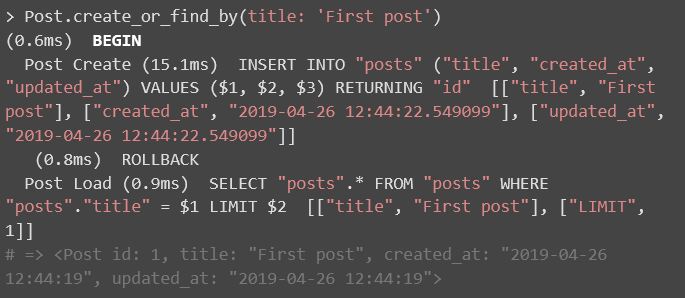 > Post.create_or_find_by(title: 'First post')
(0.6ms)  BEGIN
  Post Create (15.1ms)  INSERT INTO "posts" ("title", "created_at",
"updated_at") VALUES ($1, $2, $3) RETURNING "id"  [["title", "First
post"], ["created_at", "2019-04-26 12:44:22.549099"], ["updated_at",
"2019-04-26 12:44:22.549099"]]
   (0.8ms)  ROLLBACK
  Post Load (0.9ms)  SELECT "posts".* FROM "posts" WHERE
"posts"."title" = $1 LIMIT $2  [["title", "First post"], ["LIMIT",
1]]
# => <Post id: 1, title: "First post", created_at: "2019-04-26
12:44:19", updated_at: "2019-04-26 12:44:19">